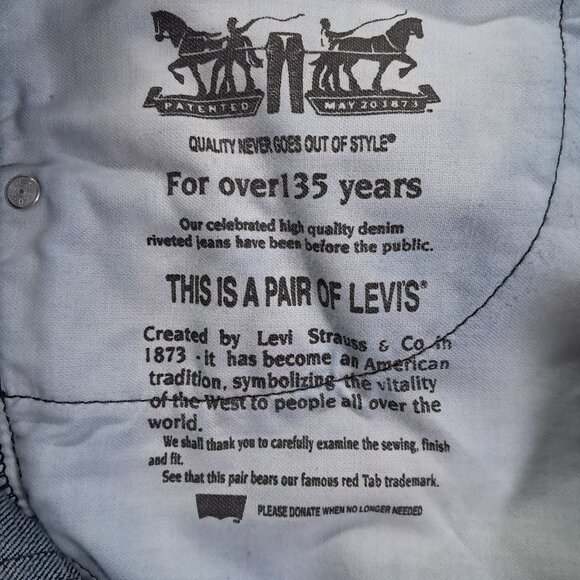 PATENTED MAY 20 1873
QUALITY NEVER GOES OUT OF STYLE®
For over135 years
Our celebrated high quality denim
riveted jeans have been before the public.
THIS IS A PAIR OF LEVI'S®
Created by Levi Strauss & Co in
1873 - it has become an American
tradition, symbolizing the vitality
of the West to people all over the
world.
We shall thank you to carefully examine the sewing, finish
and fit.
See that this pair bears our famous red Tab trademark.
PLEASE DONATE WHEN NO LONGER NEEDED